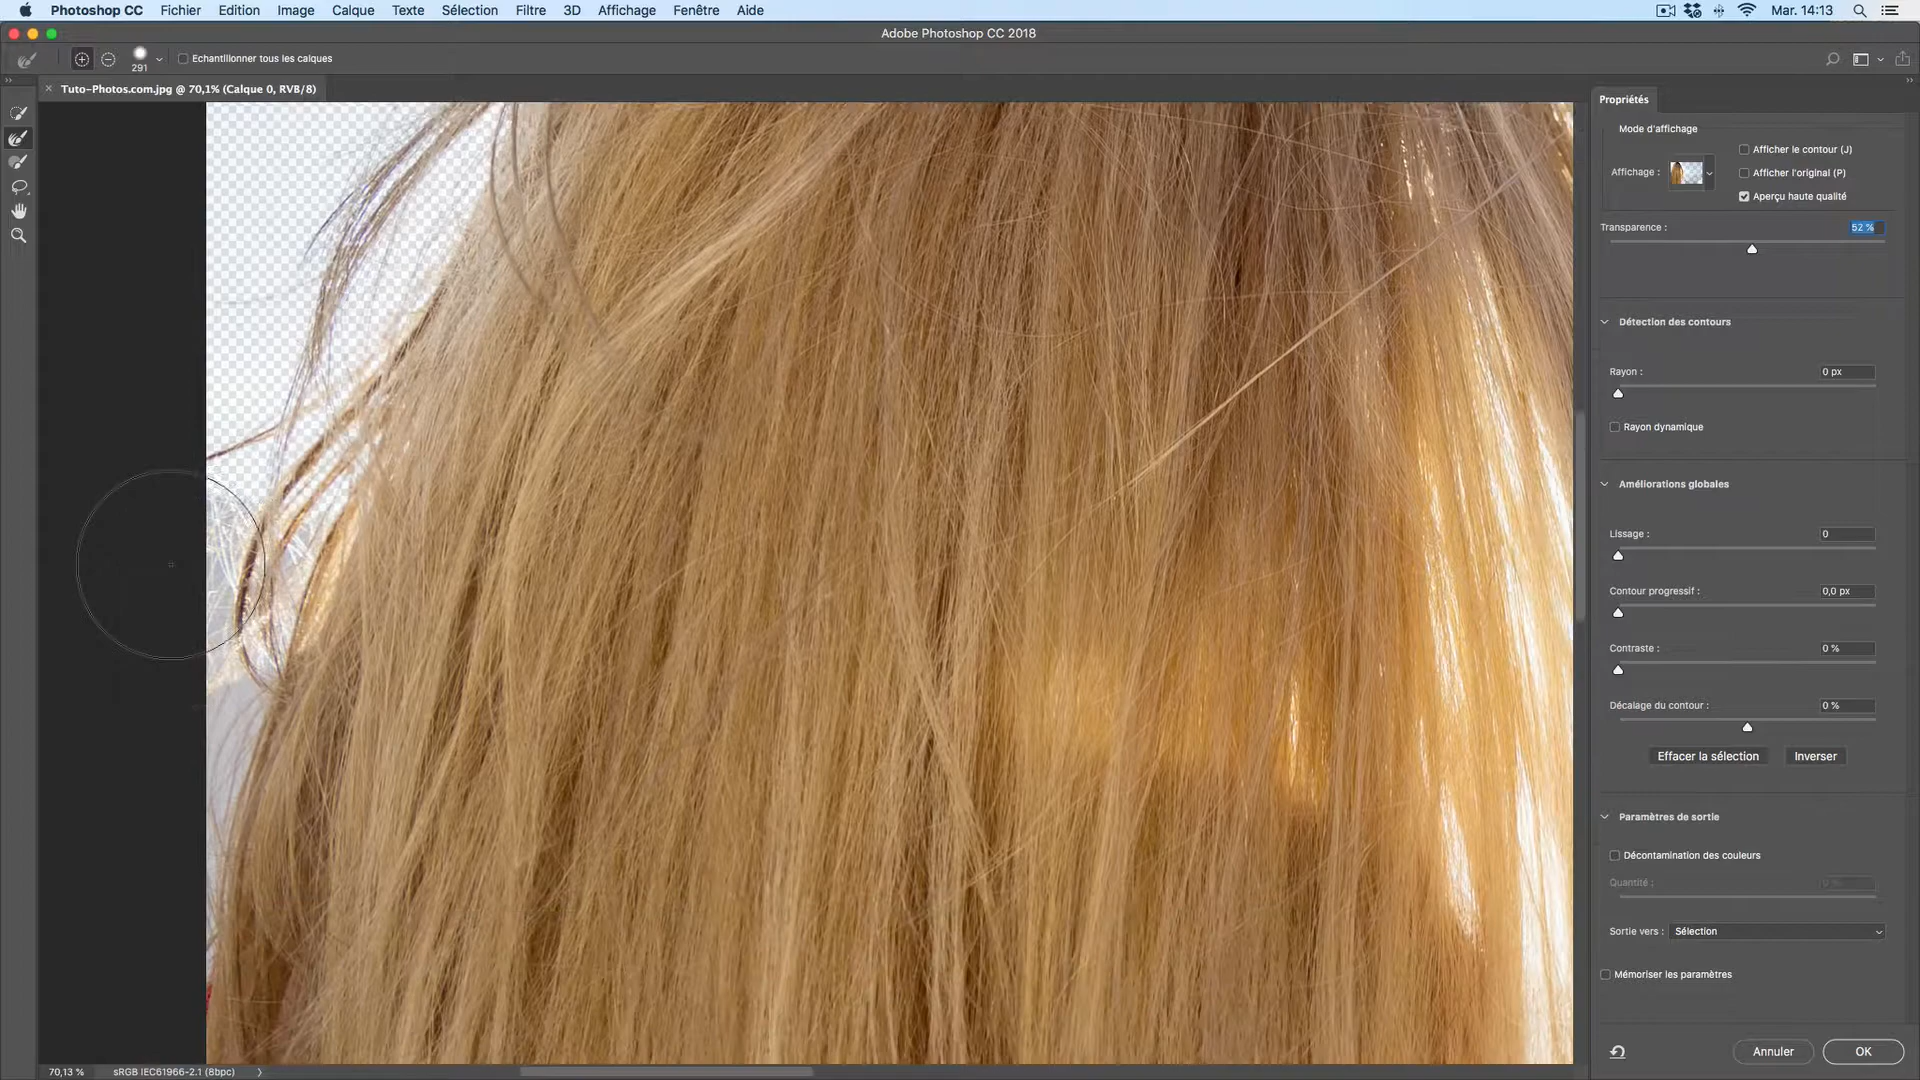 Photoshop CC Fichier Edition Image Calque Texte Sélection Filtre 3D Affichage Fenêtre Aide Mar. 14:13
Adobe Photoshop CC 2018
291 Echantillonner tous les calques
Tuto-Photos.com.jpg @ 70,1% (Calque 0, RVB/8)
Propriétés
Mode d'affichage
Afficher le contour (J)
Affichage :
Afficher l'original (P)
Aperçu haute qualité
Transparence : 52 %
Détection des contours
Rayon : 0 px
Rayon dynamique
Améliorations globales
Lissage : 0
Contour progressif : 0,0 px
Contraste : 0 %
Décalage du contour : 0 %
Effacer la sélection Inverser
Paramètres de sortie
Décontamination des couleurs
Quantité :
Sortie vers : Sélection
Mémoriser les paramètres
Annuler OK
70,13 % sRGB IEC61966-2.1 (8bpc)